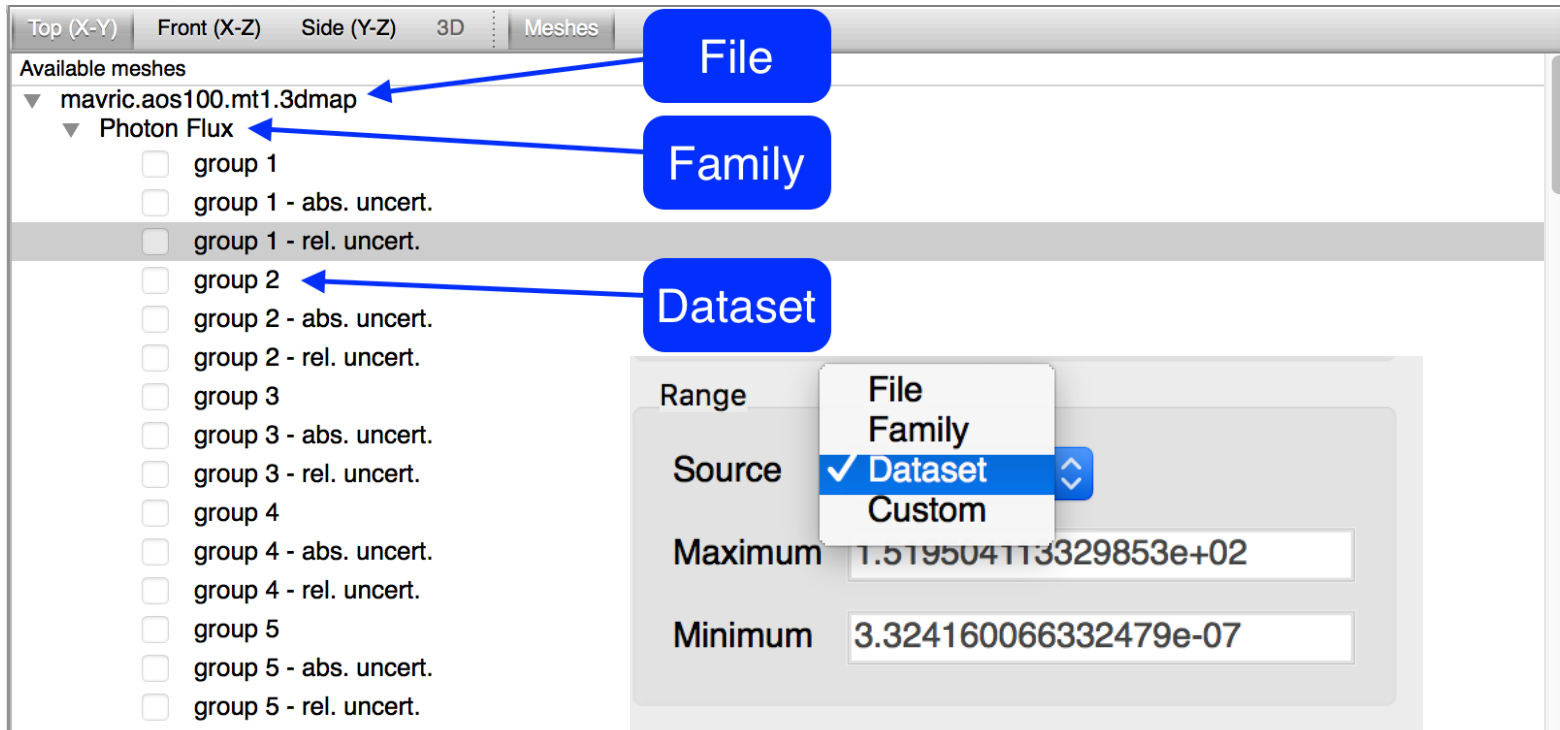 Top (X-Y) Front (X-Z) Side (Y-Z) 3D Meshes
File
Available meshes
mavric.aos100.mt1.3dmap
Photon Flux
Family
group 1
group 1 - abs. uncert.
group 1 - rel. uncert.
group 2
Dataset
group 2 - abs. uncert.
group 2 - rel. uncert.
group 3
group 3 - abs. uncert.
group 3 - rel. uncert.
group 4
group 4 - abs. uncert.
group 4 - rel. uncert.
group 5
group 5 - abs. uncert.
group 5 - rel. uncert.
Range
File
Family
Source Dataset
Custom
Maximum 1.519504113329853e+02
Minimum 3.324160066332479e-07